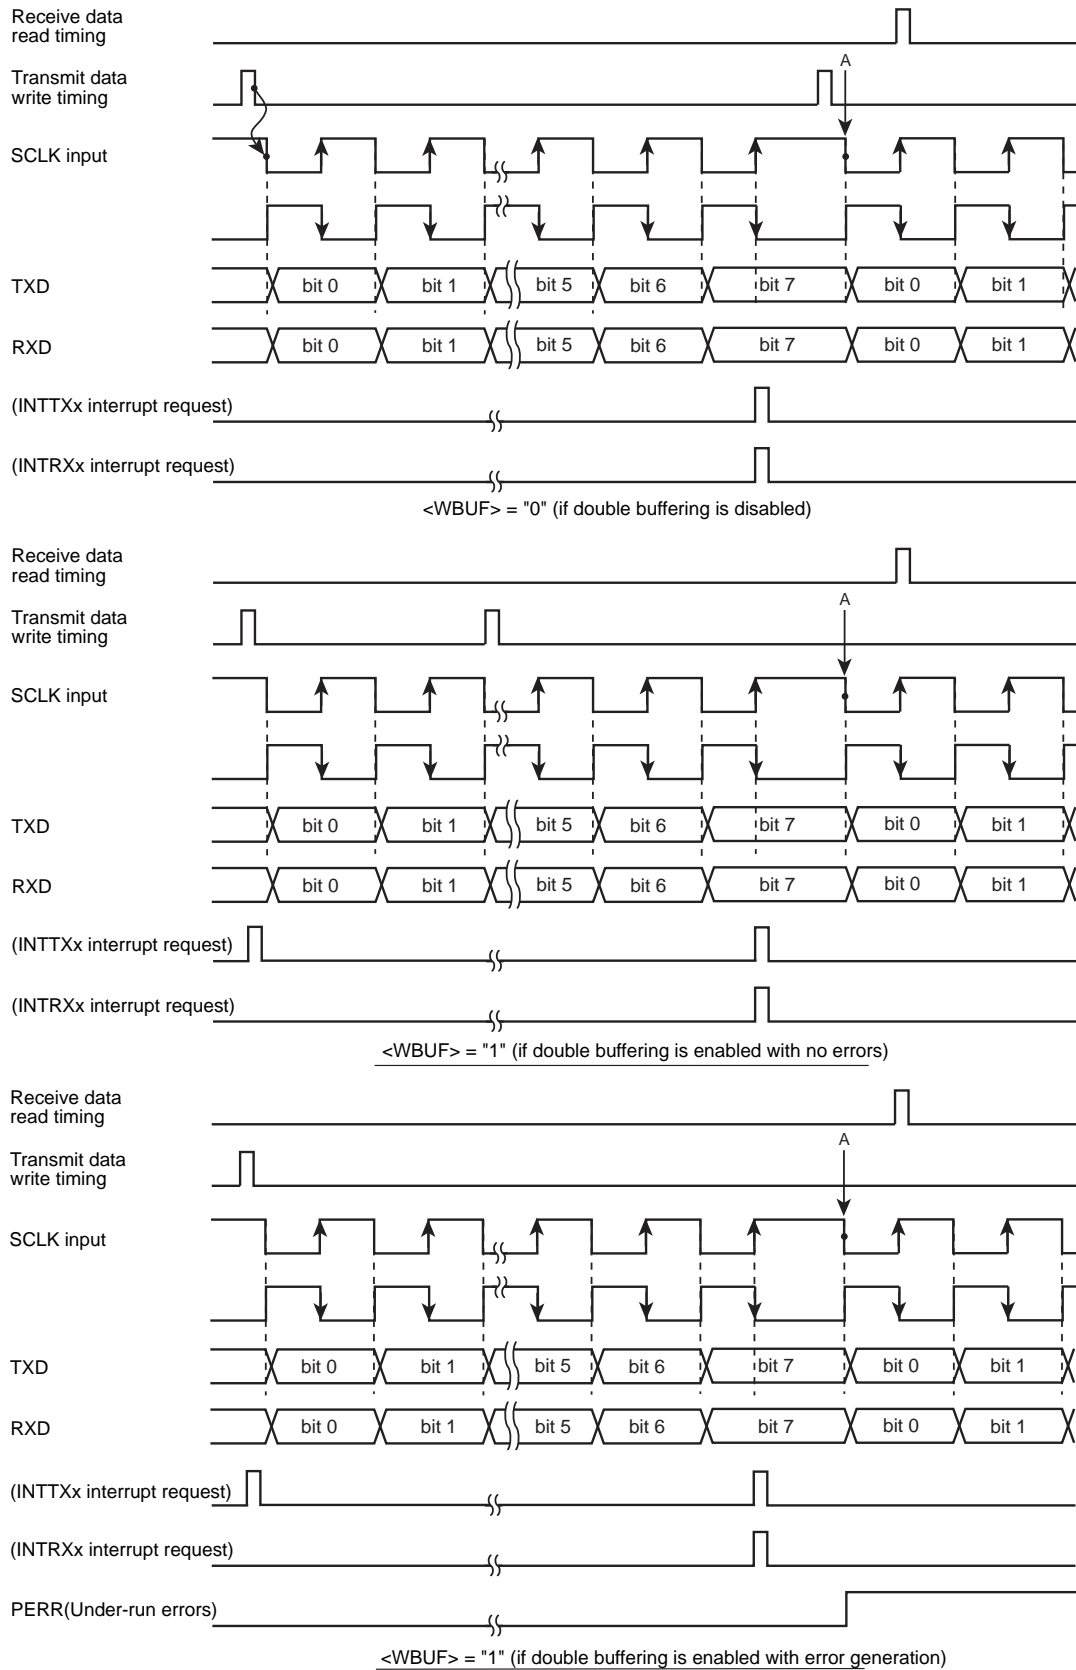 Receive data
read timing
Transmit data
write timing
A
SCLK input
TXD
bit 0 bit 1 bit 5 bit 6 bit 7 bit 0 bit 1
RXD
bit 0 bit 1 bit 5 bit 6 bit 7 bit 0 bit 1
(INTTXx interrupt request)
(INTRXx interrupt request)
<WBUF> = "0" (if double buffering is disabled)
Receive data
read timing
Transmit data
write timing
A
SCLK input
TXD
bit 0 bit 1 bit 5 bit 6 bit 7 bit 0 bit 1
RXD
bit 0 bit 1 bit 5 bit 6 bit 7 bit 0 bit 1
(INTTXx interrupt request)
(INTRXx interrupt request)
<WBUF> = "1" (if double buffering is enabled with no errors)
Receive data
read timing
Transmit data
write timing
A
SCLK input
TXD
bit 0 bit 1 bit 5 bit 6 bit 7 bit 0 bit 1
RXD
bit 0 bit 1 bit 5 bit 6 bit 7 bit 0 bit 1
(INTTXx interrupt request)
(INTRXx interrupt request)
PERR(Under-run errors)
<WBUF> = "1" (if double buffering is enabled with error generation)